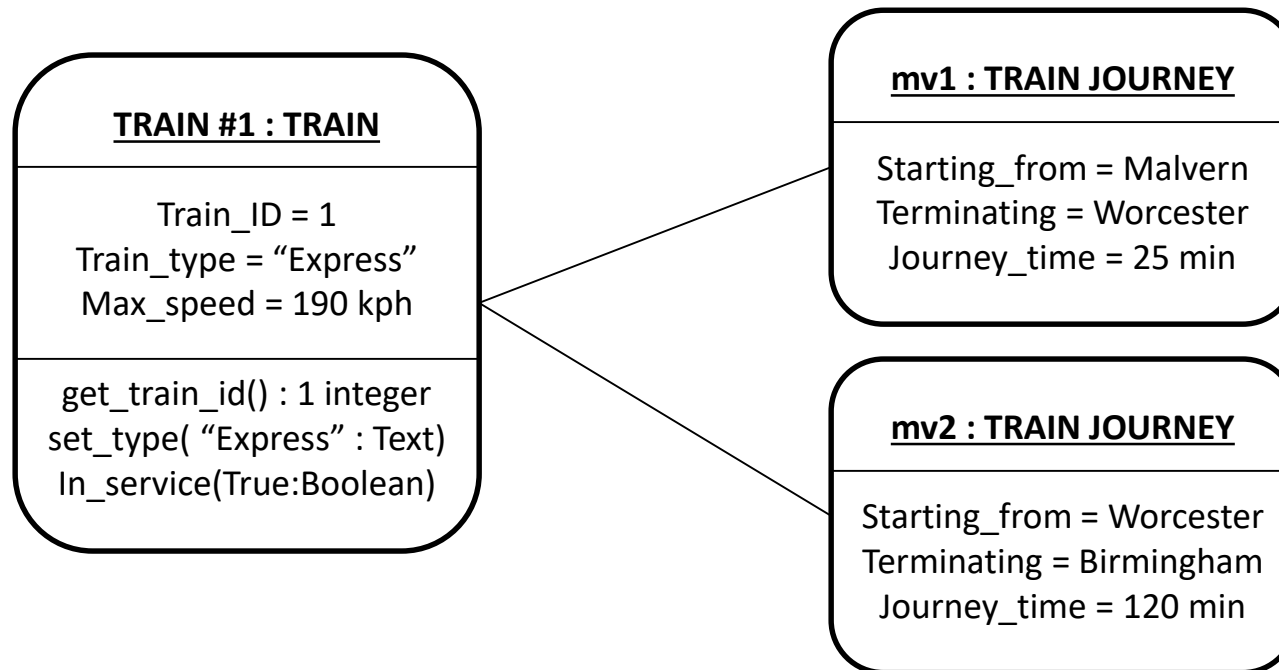 TRAIN #1 : TRAIN
Train_ID = 1
Train_type = “Express”
Max_speed = 190 kph
get_train_id() : 1 integer
set_type( “Express” : Text)
In_service(True:Boolean)
mv1 : TRAIN JOURNEY
Starting_from = Malvern
Terminating = Worcester
Journey_time = 25 min
mv2 : TRAIN JOURNEY
Starting_from = Worcester
Terminating = Birmingham
Journey_time = 120 min